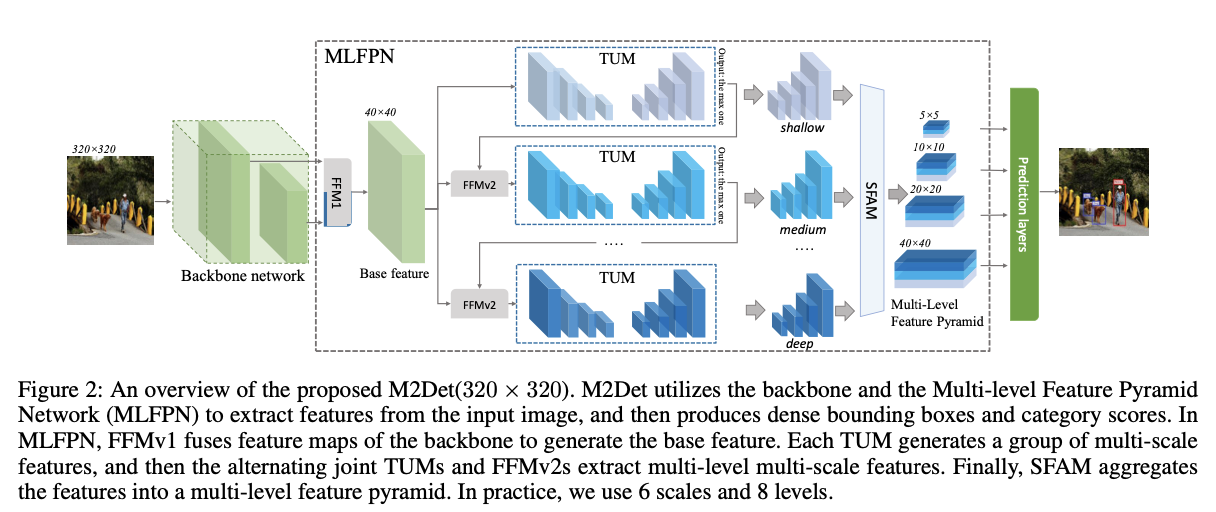 MLFPN
320×320
Backbone network
FFM1
40×40
Base feature
TUM
Output: the max one
shallow
FFMv2
TUM
Output: the max one
medium
....
....
FFMv2
TUM
deep
SFAM
5×5
10×10
20×20
40×40
Multi-Level
Feature Pyramid
Prediction layers
Figure 2: An overview of the proposed M2Det(320 × 320). M2Det utilizes the backbone and the Multi-level Feature Pyramid
Network (MLFPN) to extract features from the input image, and then produces dense bounding boxes and category scores. In
MLFPN, FFMv1 fuses feature maps of the backbone to generate the base feature. Each TUM generates a group of multi-scale
features, and then the alternating joint TUMs and FFMv2s extract multi-level multi-scale features. Finally, SFAM aggregates
the features into a multi-level feature pyramid. In practice, we use 6 scales and 8 levels.